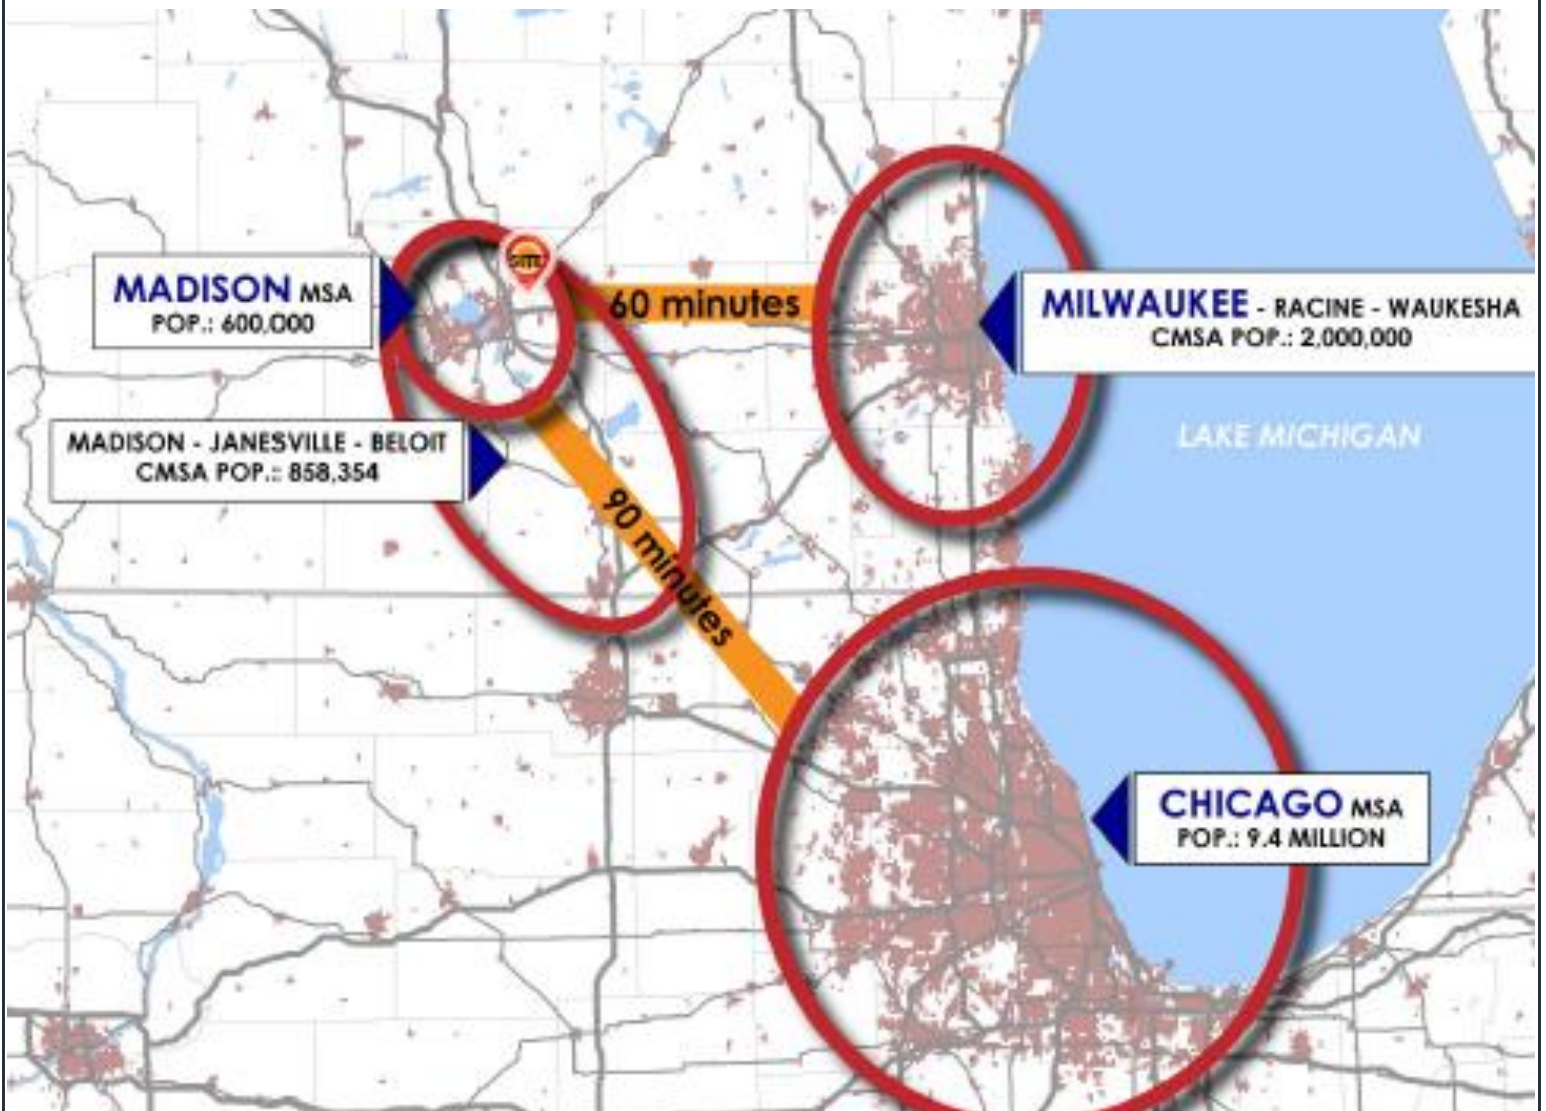 SITE
MADISON MSA
POP.: 600,000
60 minutes
MILWAUKEE - RACINE - WAUKESHA
CMSA POP.: 2,000,000
MADISON - JANESVILLE - BELOIT
CMSA POP.: 858,354
LAKE MICHIGAN
90 minutes
CHICAGO MSA
POP.: 9.4 MILLION